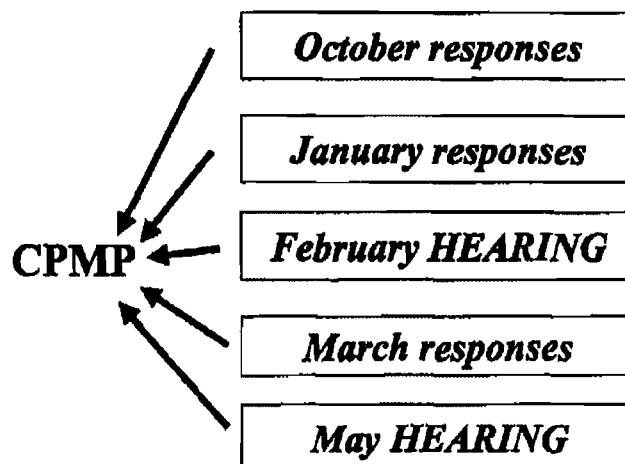 October responses
January responses
February HEARING
CPMP
March responses
May HEARING